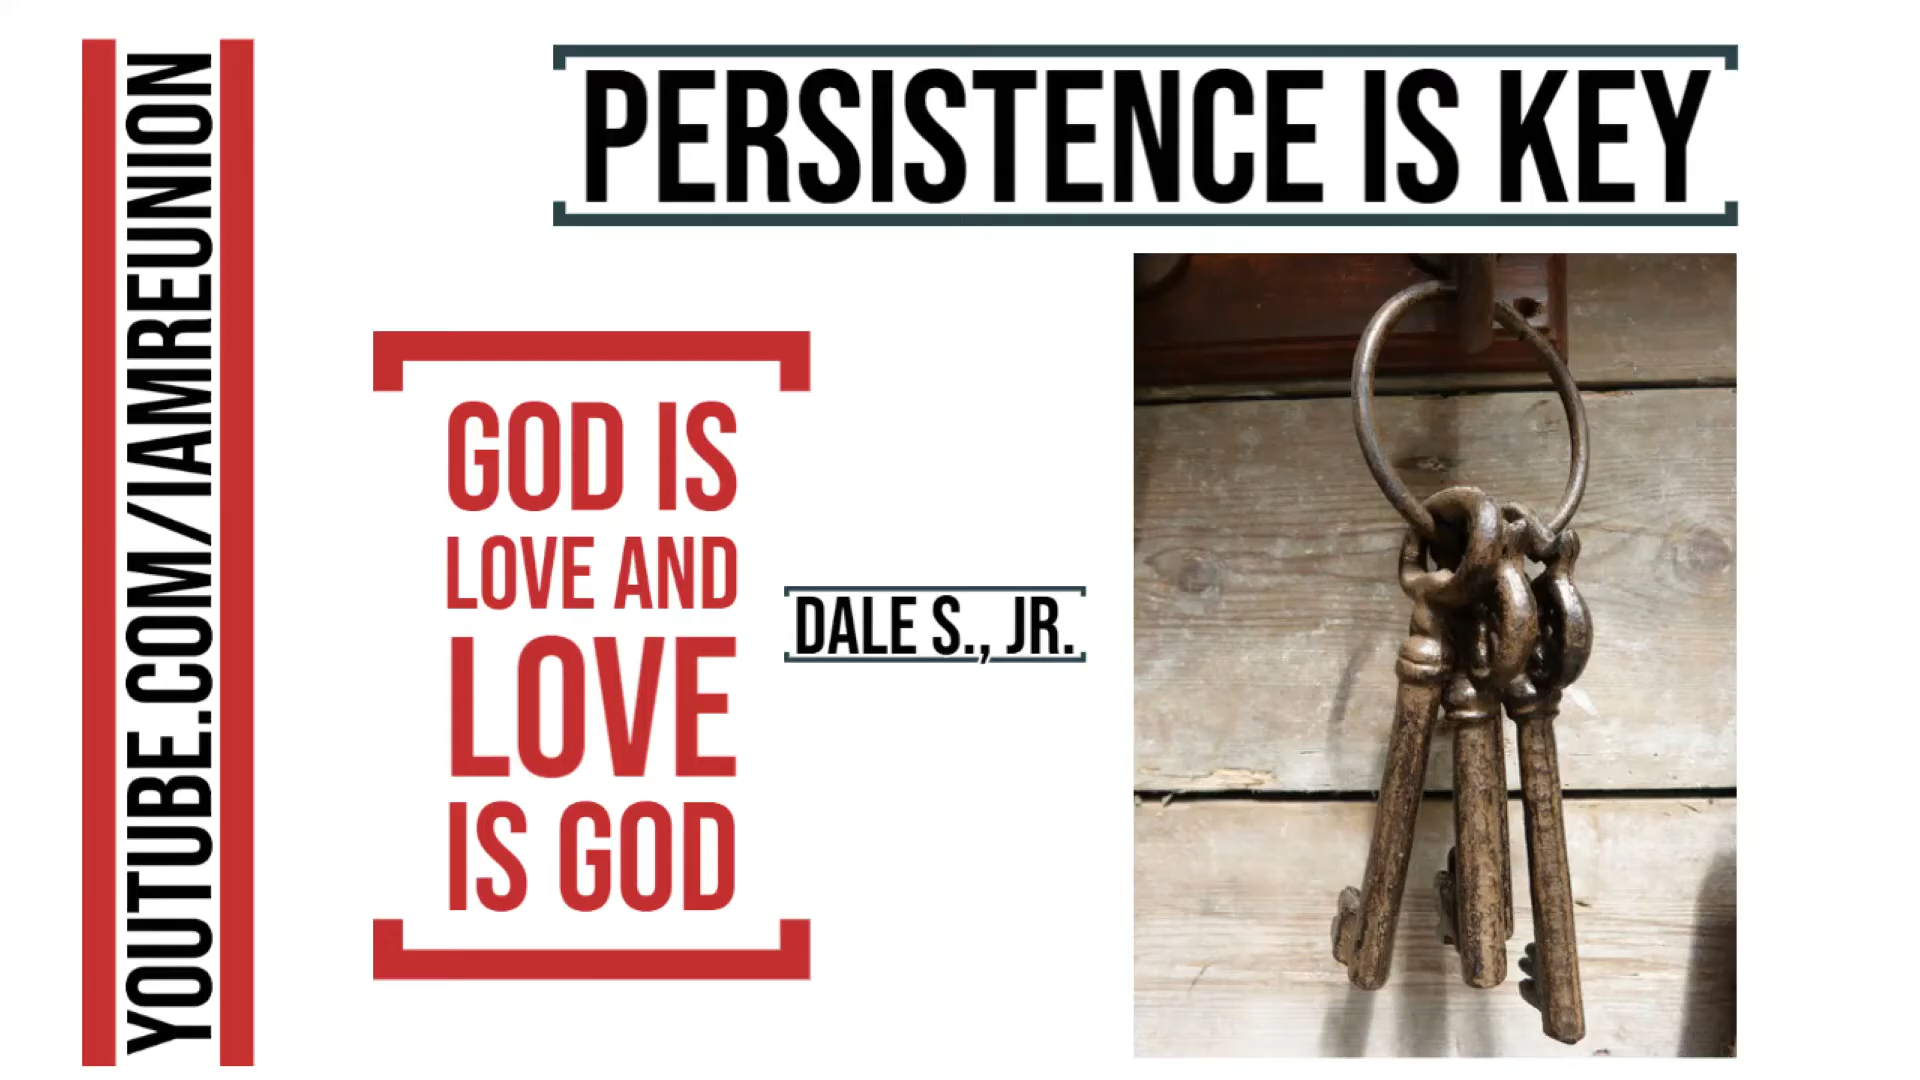 YOUTUBE.COM/IAMREUNION
PERSISTENCE IS KEY
GOD IS
LOVE AND
LOVE
IS GOD
DALE S., JR.